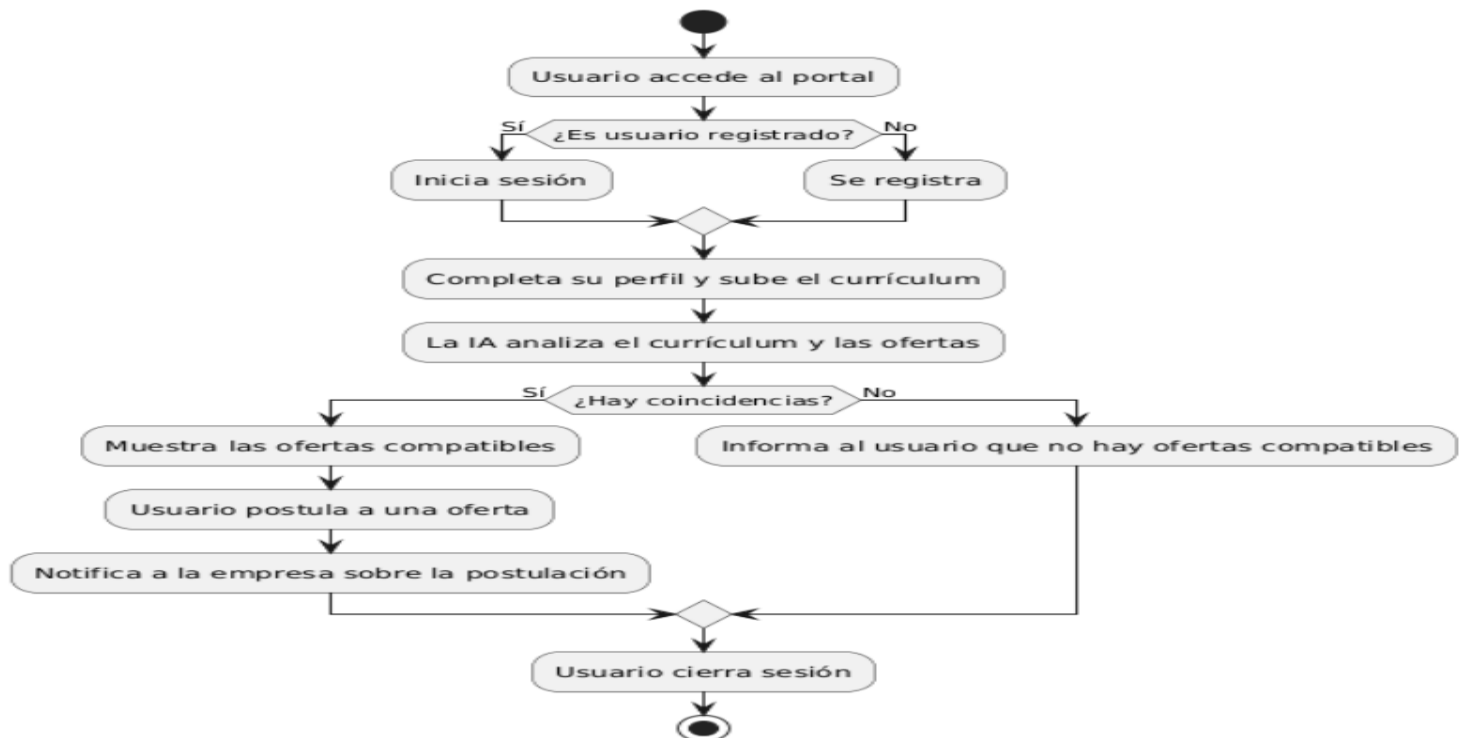 Usuario accede al portal
Sí
¿Es usuario registrado?
No
Inicia sesión
Se registra
Completa su perfil y sube el currículum
La IA analiza el currículum y las ofertas
Sí
¿Hay coincidencias?
No
Muestra las ofertas compatibles
Informa al usuario que no hay ofertas compatibles
Usuario postula a una oferta
Notifica a la empresa sobre la postulación
Usuario cierra sesión